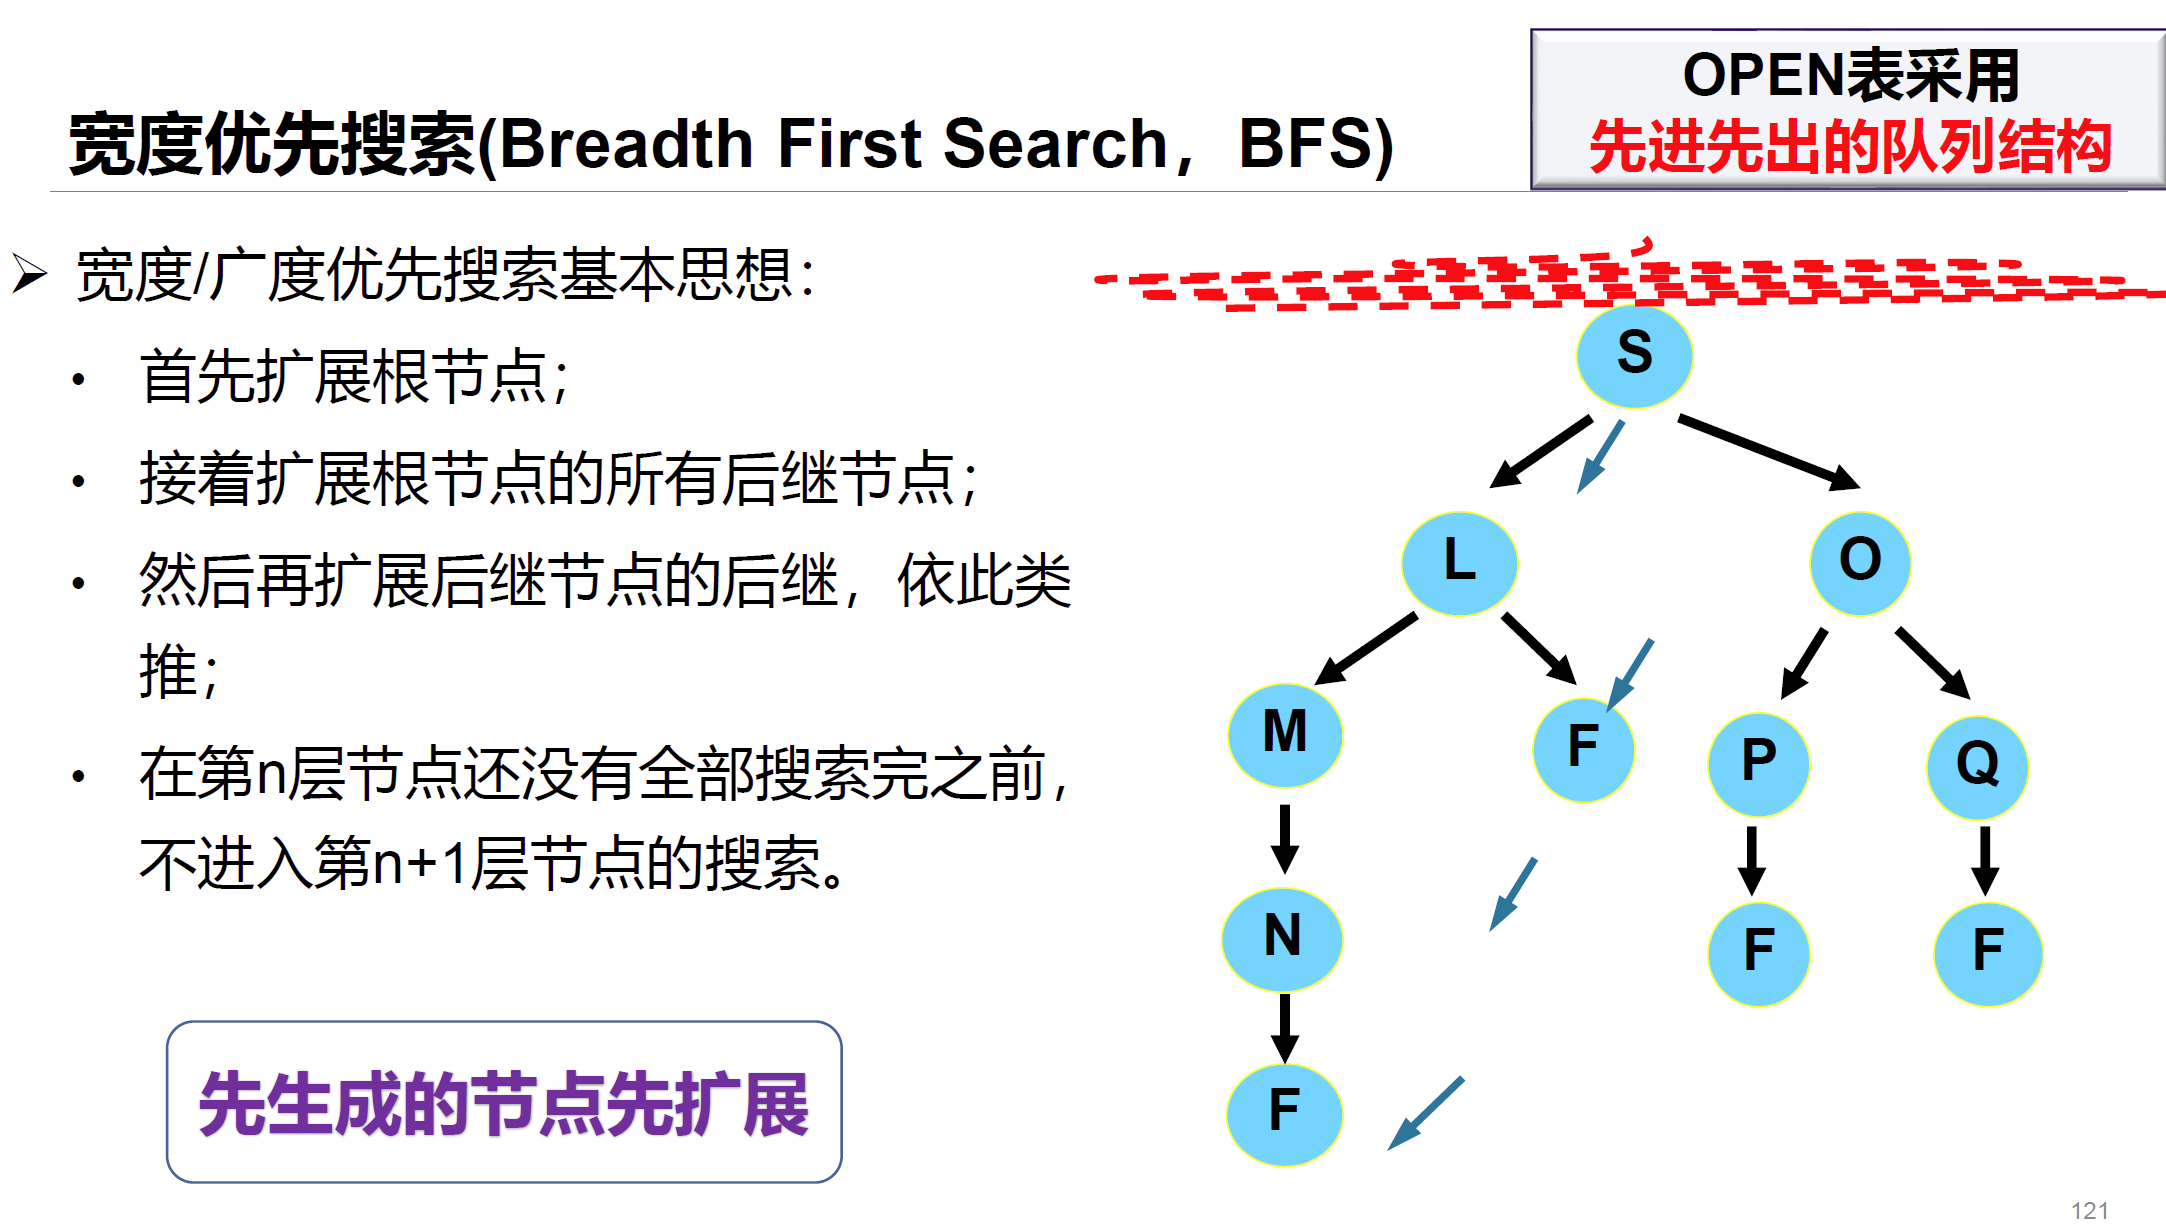 OPEN表采用
先进先出的队列结构
宽度优先搜索(Breadth First Search，BFS)
宽度/广度优先搜索基本思想：
首先扩展根节点；
接着扩展根节点的所有后继节点；
然后再扩展后继节点的后继，依此类
推；
在第n层节点还没有全部搜索完之前，
不进入第n+1层节点的搜索。
先生成的节点先扩展
S
L
O
M
F
P
Q
N
F
F
F
121